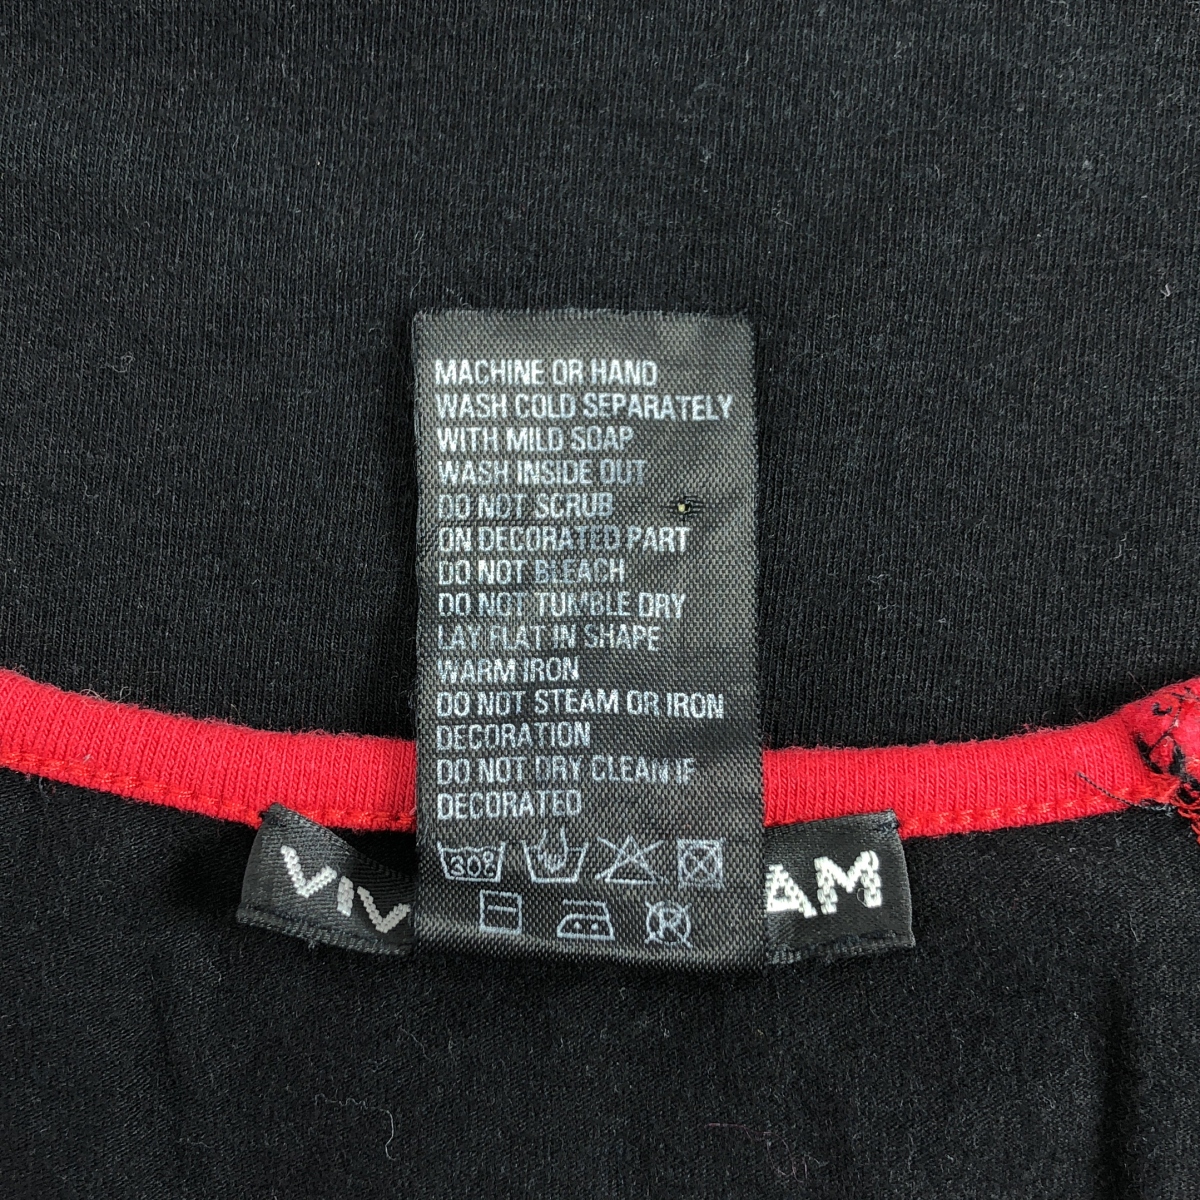 MACHINE OR HAND
WASH COLD SEPARATELY
WITH MILD SOAP
WASH INSIDE OUT
DO NOT SCRUB
ON DECORATED PART
DO NOT BLEACH
DO NOT TUMBLE DRY
LAY FLAT IN SHAPE
WARM IRON
DO NOT STEAM OR IRON
DECORATION
DO NOT DRY CLEAN IF
DECORATED
30°
VIV AM